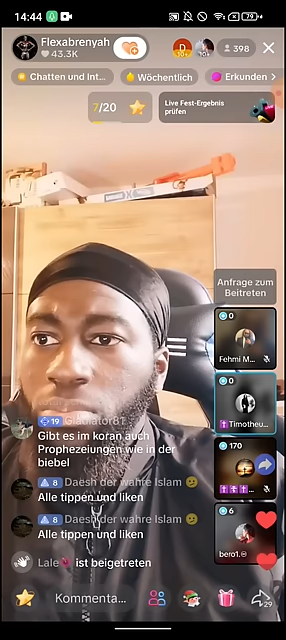 14:44
79
Flexabrenyah
43.3K
398
Chatten und Int...
Wöchentlich
Erkunden
7/20
Live Fest-Ergebnis
prüfen
Anfrage zum
Beitreten
0
Fehmi M...
0
Timotheu...
170
6
bero1.
19 Gladiator81
Gibt es im koran auch
Prophezeiungen wie in der
biebel
8 Daesh der wahre Islam
Alle tippen und liken
8 Daesh der wahre Islam
Alle tippen und liken
Lale ist beigetreten
Kommenta...
29